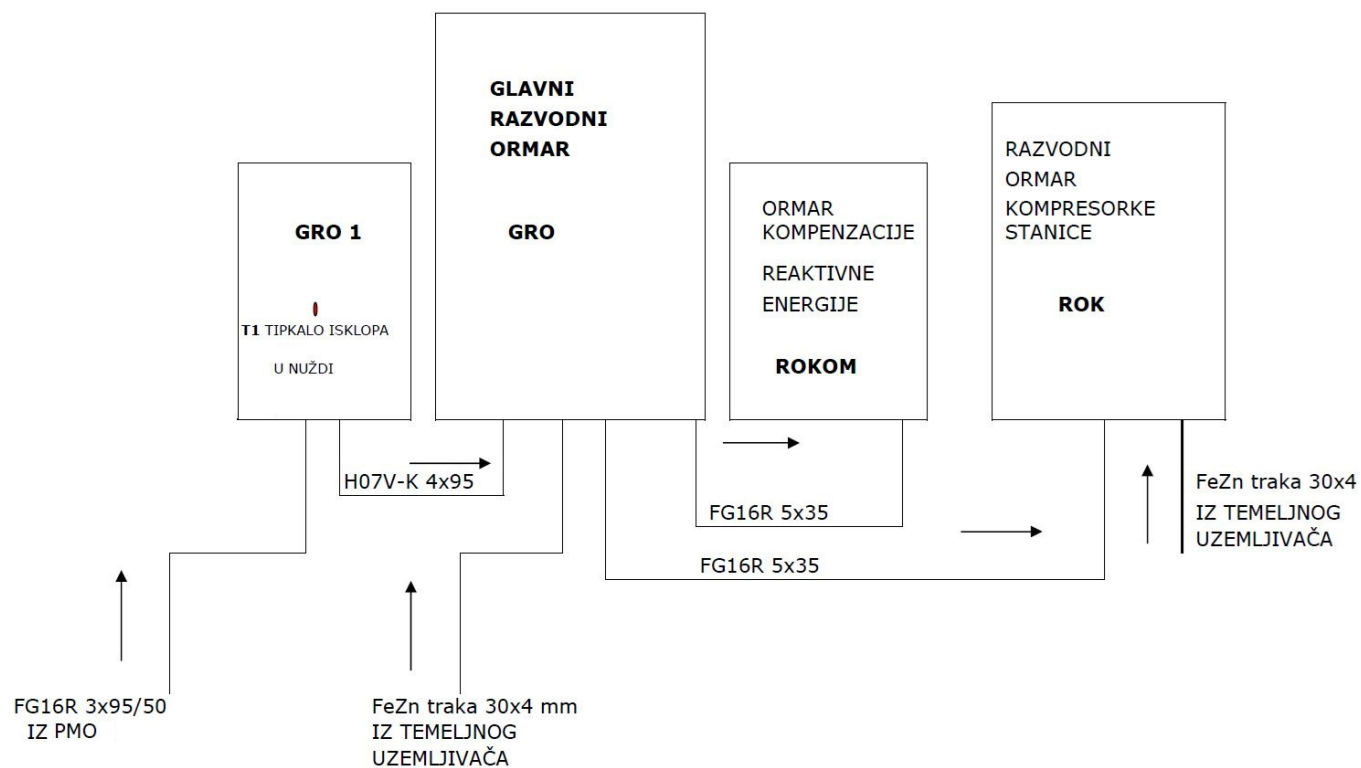 GLAVNI
RAZVODNI
ORMAR
GRO
GRO 1
T1 TIPKALO ISKLOPA
U NUŽDI
ORMAR
KOMPENZACIJE
REAKTIVNE
ENERGIJE
ROKOM
RAZVODNI
ORMAR
KOMPRESORKE
STANICE
ROK
H07V-K 4x95
FG16R 5x35
FG16R 5x35
FeZn traka 30x4
IZ TEMELJNOG
UZEMLJIVAČA
FG16R 3x95/50
IZ PMO
FeZn traka 30x4 mm
IZ TEMELJNOG
UZEMLJIVAČA